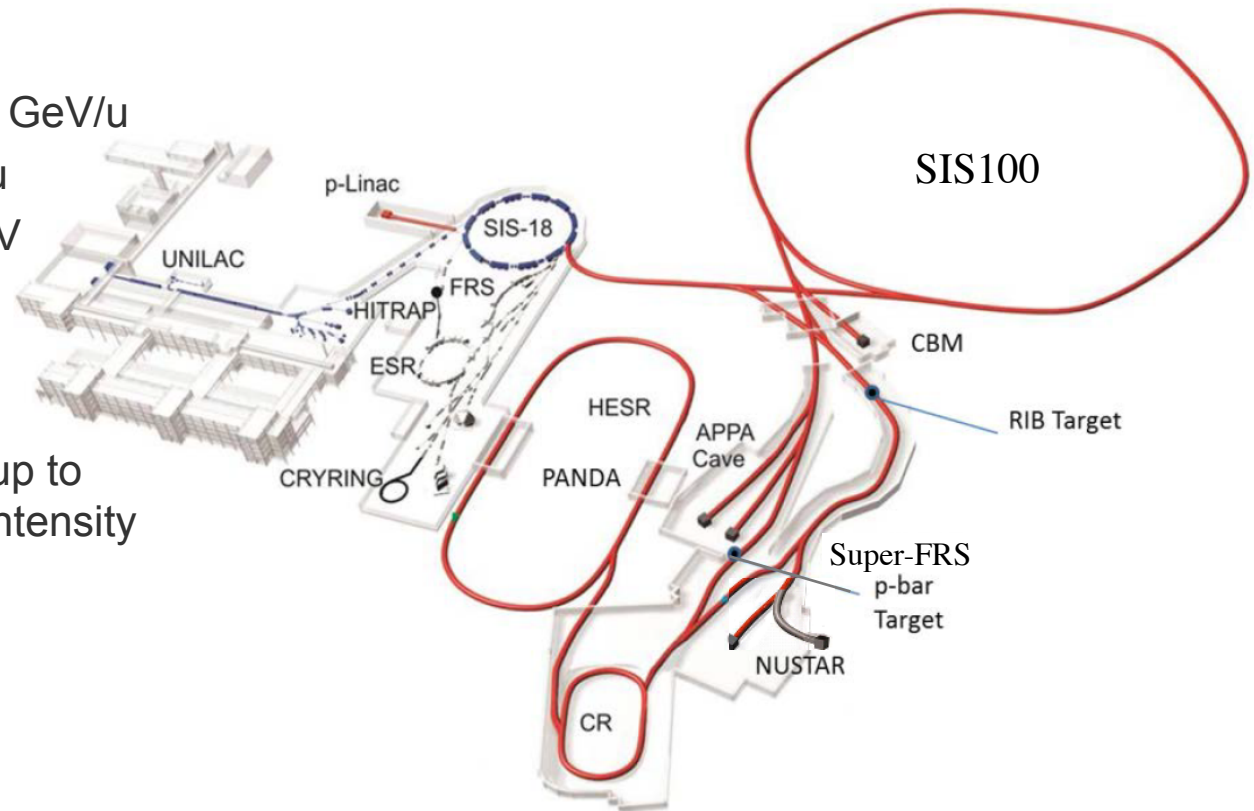 GeV/u
u
V
up to
ntensity
SIS100
p-Linac
SIS-18
UNILAC
FRS
HITRAP
ESR
CBM
HESR
RIB Target
APPA
Cave
CRYRING
PANDA
Super-FRS
p-bar
Target
NUSTAR
CR